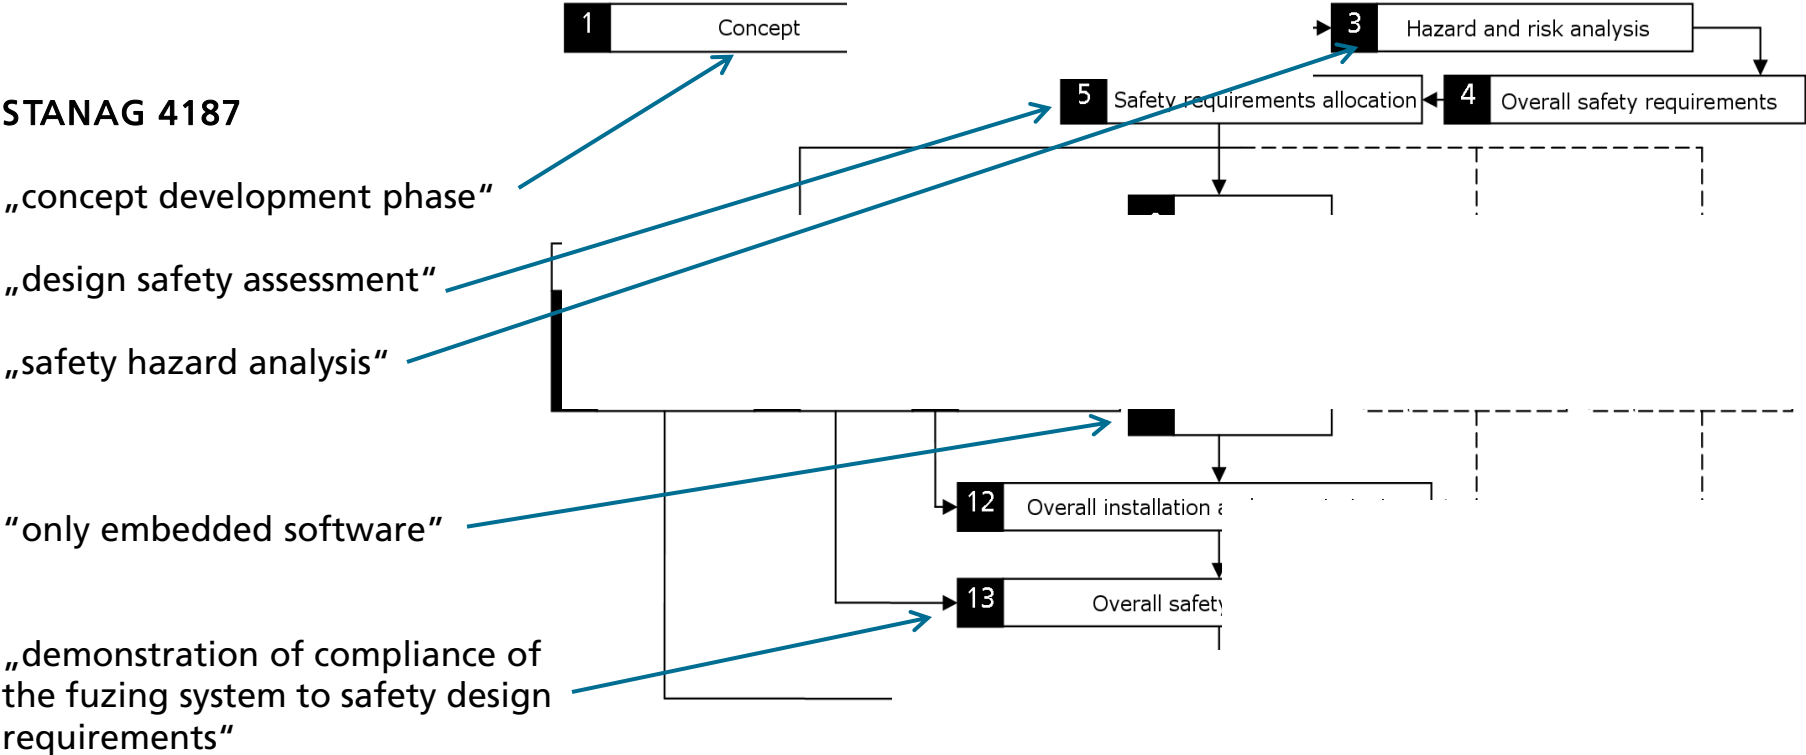 1 Concept
3 Hazard and risk analysis
5 Safety requirements allocation
4 Overall safety requirements
STANAG 4187
„concept development phase“
„design safety assessment“
„safety hazard analysis“
12 Overall installation
“only embedded software”
13 Overall safety
„demonstration of compliance of
the fuzing system to safety design
requirements“